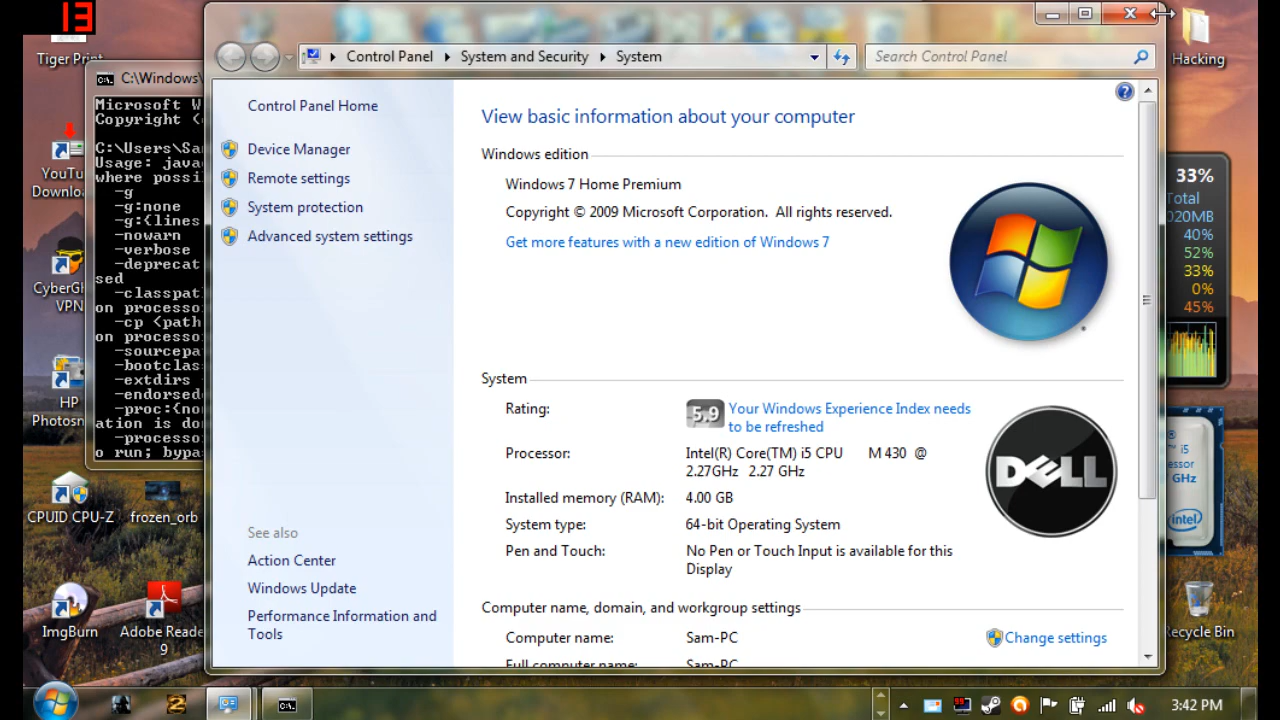 13
Tiger Print
YouTu
Downlo
CyberG
VPN
HP
Photosn
CPUID CPU-Z
frozen_orb
ImgBurn
Adobe Reade
9
C:\Windows\
Microsoft W
Copyright <
C:\Users\Sa
Usage: java
where possi
-g
-g:none
-g:{lines
-nowarn
-verbose
-deprecat
sed
-classpat
on processo
-cp <path
on processo
-sourcepa
-bootclas
-extdirs
-endorsed
-proc:{no
ation is do
-processo
o run; bypa
Control Panel
System and Security
System
Search Control Panel
Control Panel Home
Device Manager
Remote settings
System protection
Advanced system settings
See also
Action Center
Windows Update
Performance Information and
Tools
View basic information about your computer
Windows edition
Windows 7 Home Premium
Copyright © 2009 Microsoft Corporation.  All rights reserved.
Get more features with a new edition of Windows 7
System
Rating:
5.9 Your Windows Experience Index needs
to be refreshed
Processor: Intel(R) Core(TM) i5 CPU M 430 @
2.27GHz 2.27 GHz
Installed memory (RAM): 4.00 GB
System type: 64-bit Operating System
Pen and Touch: No Pen or Touch Input is available for this
Display
DELL
Computer name, domain, and workgroup settings
Computer name: Sam-PC
Change settings
Full computer name: Sam-PC
Hacking
33%
Total
020MB
40%
52%
33%
0%
45%
i5
essor
GHz
intel
Recycle Bin
3:42 PM